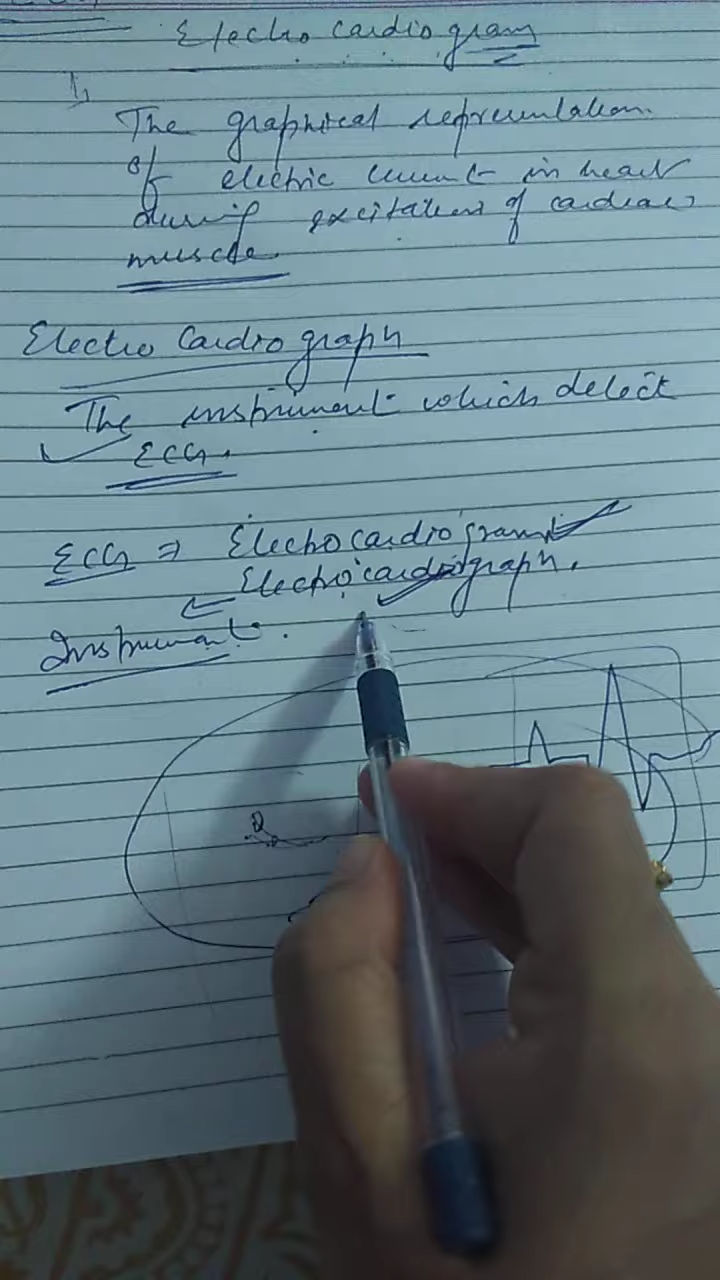 Electro cardiogram
The graphical representation
of electric current in heart
during excitation of cardiac
muscle.
Electro Cardiograph
The instrument which detect
ECG.
ECG ⇒ Electrocardiogram
Electrocardiograph.
Instrument.